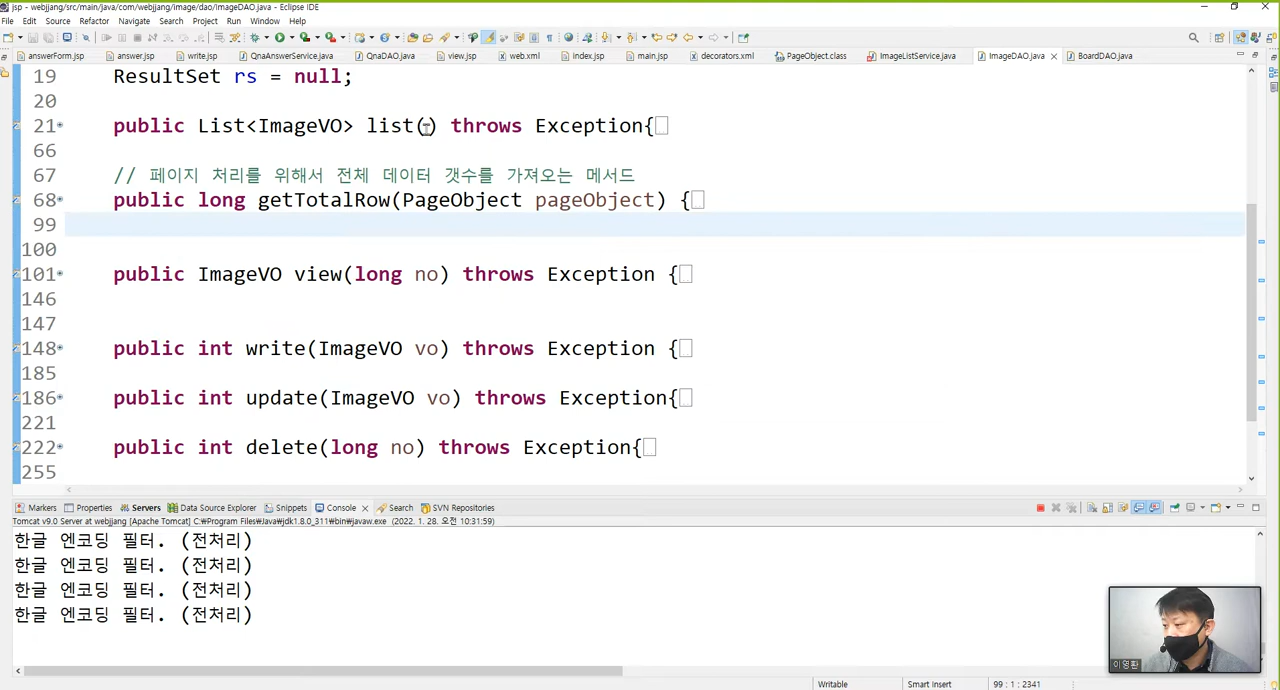 jsp - webjjang/src/main/java/com/webjjang/image/dao/ImageDAO.java - Eclipse IDE
File Edit Source Refactor Navigate Search Project Run Window Help
answerForm.jsp answer.jsp write.jsp QnaAnswerService.java QnaDAO.java view.jsp web.xml index.jsp main.jsp decorators.xml PageObject.class ImageListService.java ImageDAO.java BoardDAO.java
19 ResultSet rs = null;
20
21 public List<ImageVO> list() throws Exception{
66
67 // 페이지 처리를 위해서 전체 데이터 갯수를 가져오는 메서드
68 public long getTotalRow(PageObject pageObject) {
99
100
101 public ImageVO view(long no) throws Exception {
146
147
148 public int write(ImageVO vo) throws Exception {
185
186 public int update(ImageVO vo) throws Exception{
221
222 public int delete(long no) throws Exception{
255
Markers Properties Servers Data Source Explorer Snippets Console Search SVN Repositories
Tomcat v9.0 Server at webjjang [Apache Tomcat] C:₩Program Files₩Java₩jdk1.8.0_311₩bin₩javaw.exe (2022. 1. 28. 오전 10:31:59)
한글 엔코딩 필터. (전처리)
한글 엔코딩 필터. (전처리)
한글 엔코딩 필터. (전처리)
한글 엔코딩 필터. (전처리)
이영환
Writable Smart Insert 99 : 1 : 2341